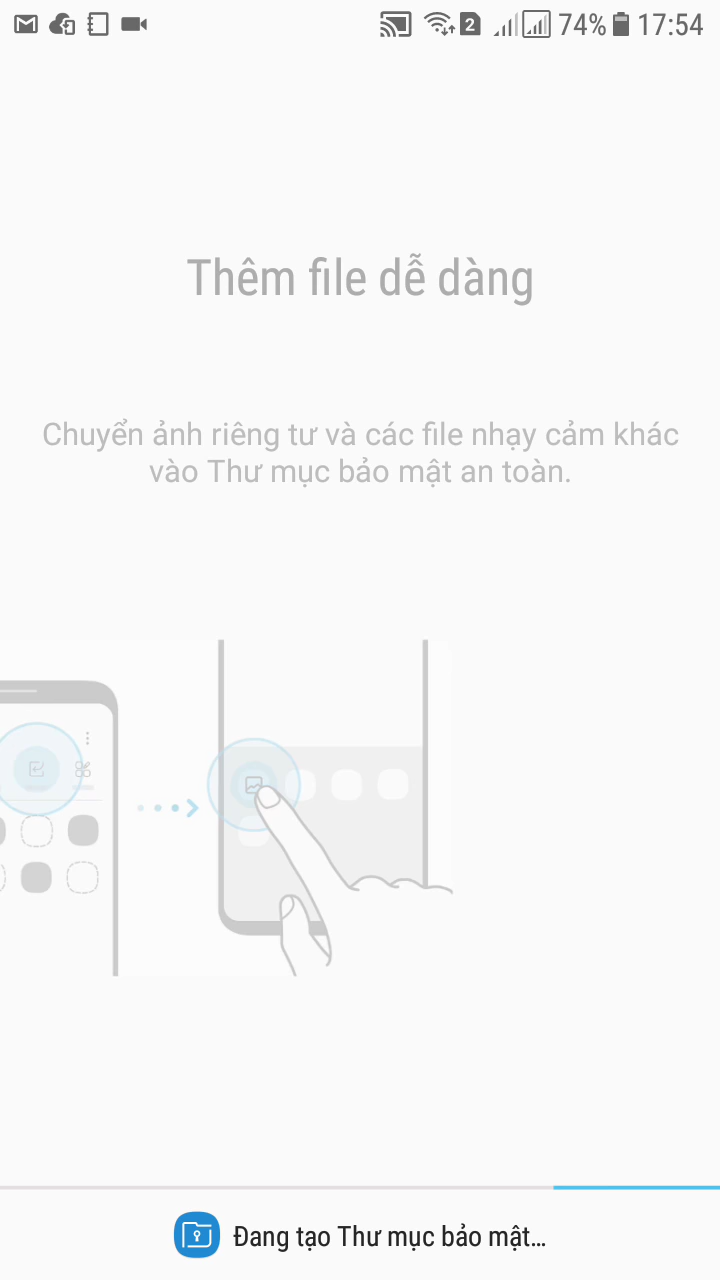 2 74% 17:54
Thêm file dễ dàng
Chuyển ảnh riêng tư và các file nhạy cảm khác
vào Thư mục bảo mật an toàn.
Đang tạo Thư mục bảo mật...